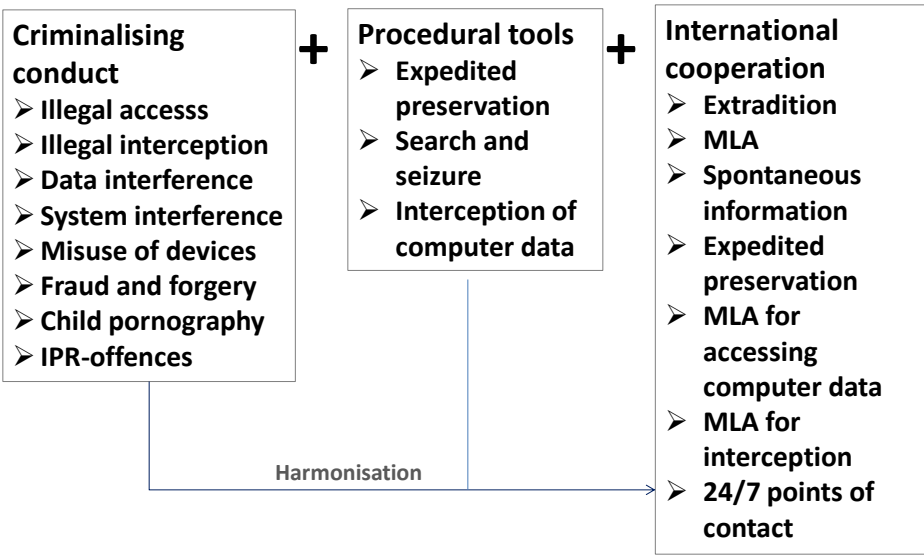 Criminalising
conduct
➢ Illegal accesss
➢ Illegal interception
➢ Data interference
➢ System interference
➢ Misuse of devices
➢ Fraud and forgery
➢ Child pornography
➢ IPR-offences
+
Procedural tools
➢ Expedited
preservation
➢ Search and
seizure
➢ Interception of
computer data
+
International
cooperation
➢ Extradition
➢ MLA
➢ Spontaneous
information
➢ Expedited
preservation
➢ MLA for
accessing
computer data
➢ MLA for
interception
➢ 24/7 points of
contact
Harmonisation